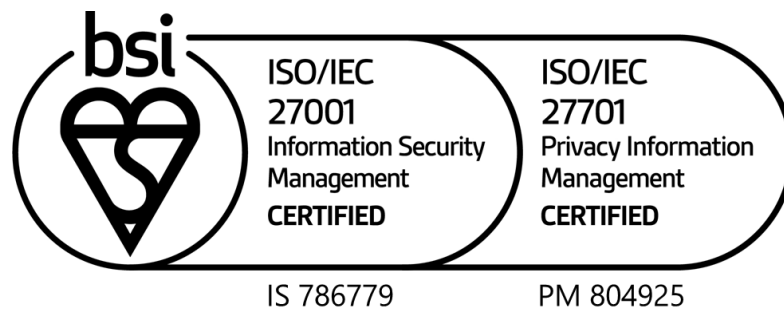 bsi
ISO/IEC
27001
Information Security
Management
CERTIFIED
IS 786779
ISO/IEC
27701
Privacy Information
Management
CERTIFIED
PM 804925